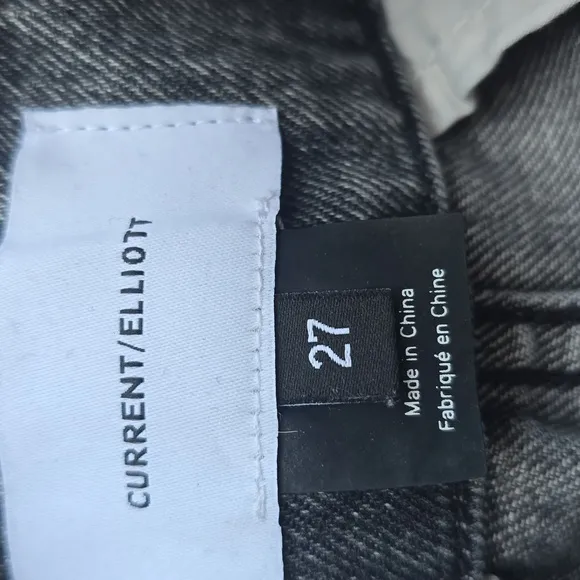 CURRENT/ELLIOTT
27
Made in China
Fabriqué en Chine